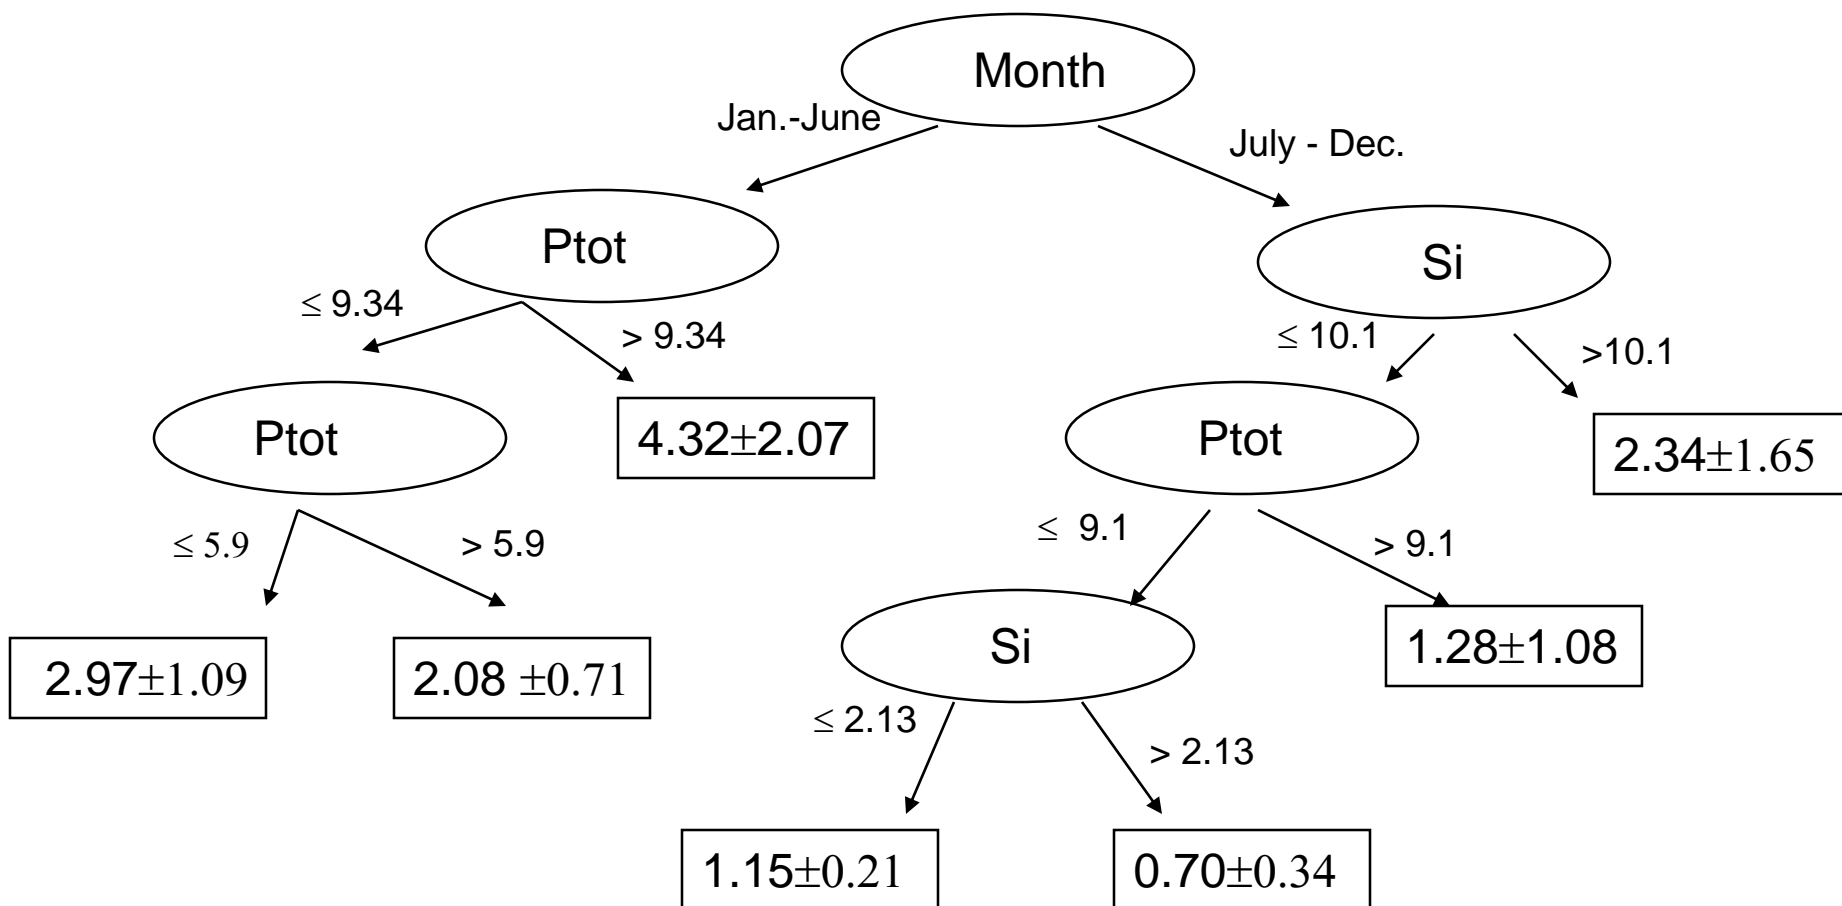 Month
Jan.-June
July - Dec.
Ptot
Si
≤ 9.34
> 9.34
≤ 10.1
>10.1
Ptot
4.32±2.07
Ptot
2.34±1.65
≤ 5.9
> 5.9
≤ 9.1
> 9.1
2.97±1.09
2.08 ±0.71
Si
1.28±1.08
≤ 2.13
> 2.13
1.15±0.21
0.70±0.34